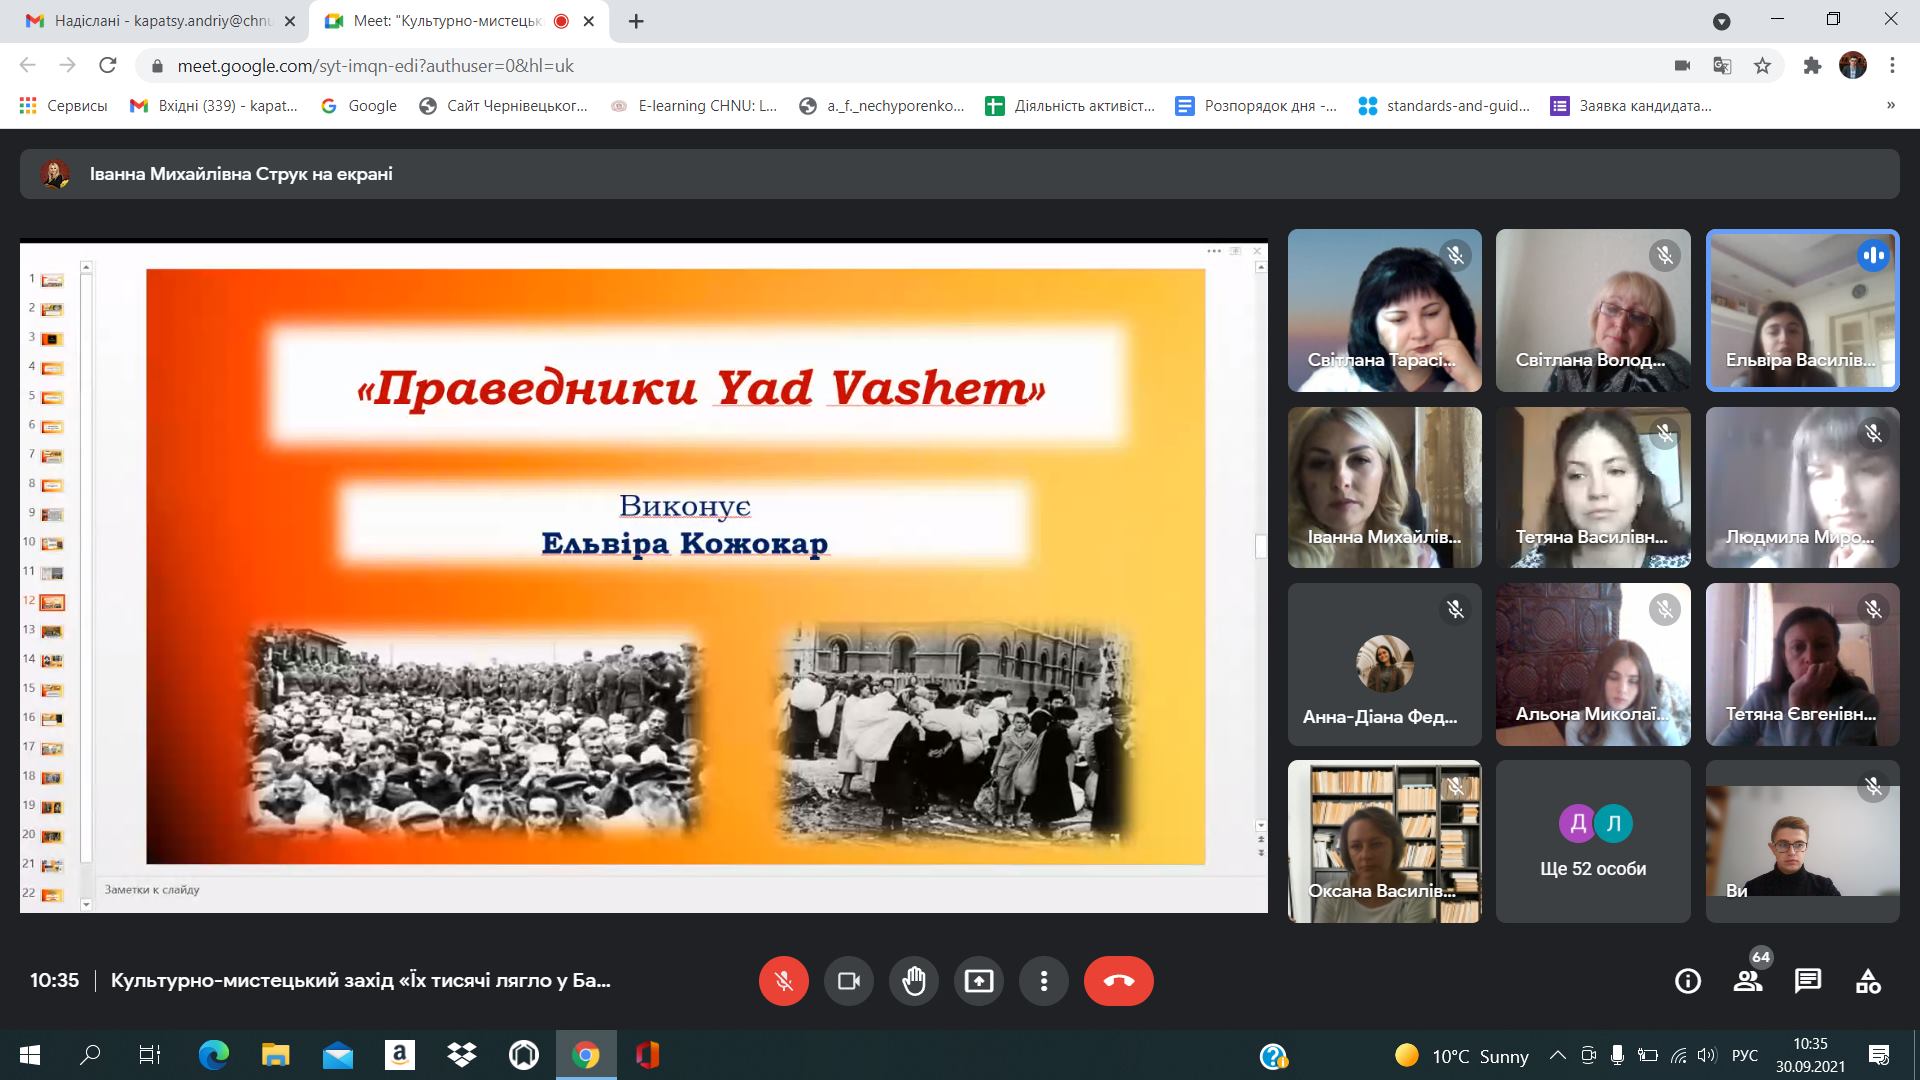 Надіслані - kapatsy.andriy@chnu
Meet: "Культурно-мистецьк
meet.google.com/syt-imqn-edi?authuser=0&hl=uk
Сервисы
Вхідні (339) - kapat...
Google
Сайт Чернівецького...
E-learning CHNU: L...
a._f._nechyporenko...
Діяльність активіст...
Розпорядок дня -...
standards-and-guid...
Заявка кандидата...
»
Іванна Михайлівна Струк на екрані
1
2
3
4
5
6
7
8
9
10
11
12
13
14
15
16
17
18
19
20
21
22
«Праведники Yad Vashem»
Виконує
Ельвіра Кожокар
Заметки к слайду
Світлана Тарасі...
Світлана Волод...
Ельвіра Василів...
Іванна Михайлів...
Тетяна Василівн...
Людмила Миро...
Анна-Діана Фед...
Альона Миколаї...
Тетяна Євгенівн...
Оксана Василів...
Д Л
Ще 52 особи
Ви
10:35
Культурно-мистецький захід «Їх тисячі лягло у Ба...
64
a
10°C Sunny
РУС
10:35
30.09.2021